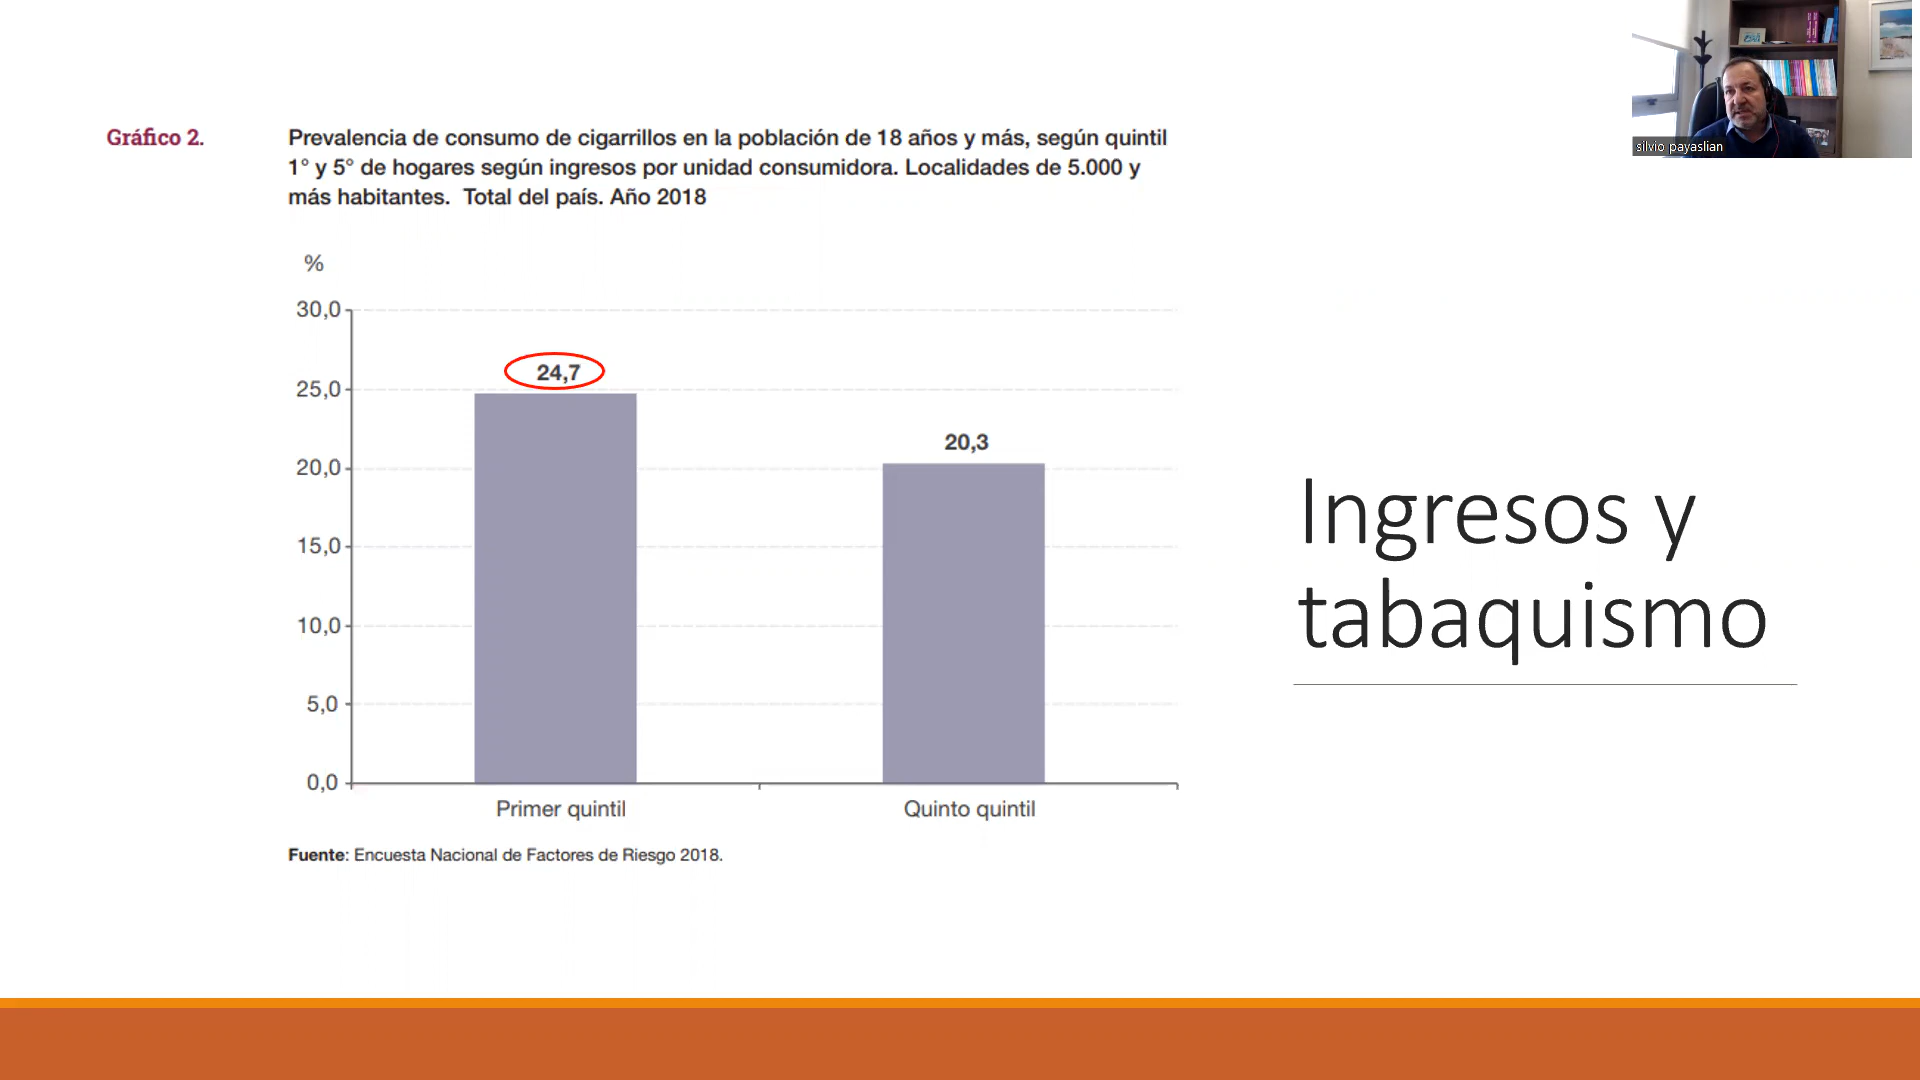 Gráfico 2.
Prevalencia de consumo de cigarrillos en la población de 18 años y más, según quintil
1° y 5° de hogares según ingresos por unidad consumidora. Localidades de 5.000 y
más habitantes. Total del país. Año 2018
%
30,0
25,0
20,0
15,0
10,0
5,0
0,0
24,7
20,3
Primer quintil
Quinto quintil
Fuente: Encuesta Nacional de Factores de Riesgo 2018.
Ingresos y
tabaquismo
silvio payaslian